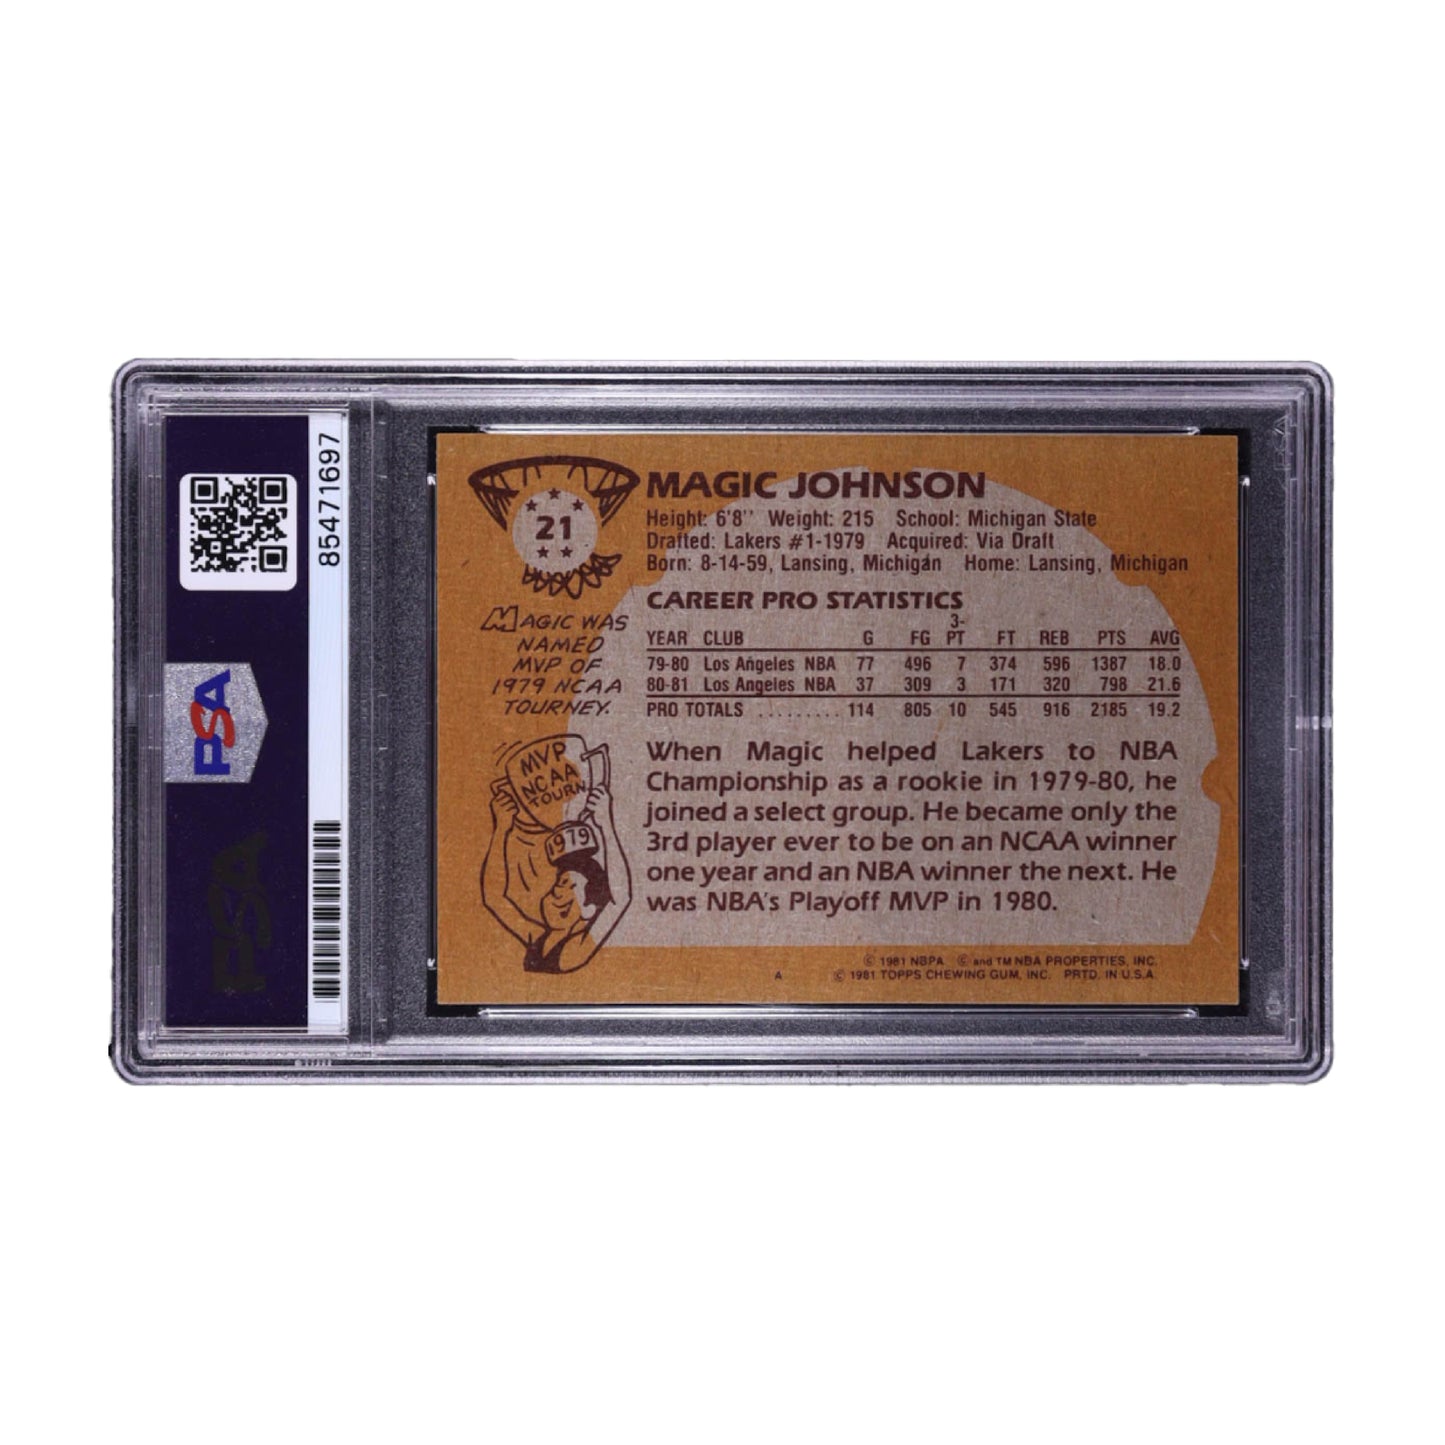 85471697
PSA
PSA
21
MAGIC JOHNSON
Height: 6'8'' Weight: 215 School: Michigan State
Drafted: Lakers #1-1979 Acquired: Via Draft
Born: 8-14-59, Lansing, Michigan Home: Lansing, Michigan
CAREER PRO STATISTICS
YEAR CLUB G FG 3-PT FT REB PTS AVG
79-80 Los Angeles NBA 77 496 7 374 596 1387 18.0
80-81 Los Angeles NBA 37 309 3 171 320 798 21.6
PRO TOTALS ......... 114 805 10 545 916 2185 19.2
MAGIC WAS
NAMED
MVP OF
1979 NCAA
TOURNEY.
MVP
NCAA
TOURN
1979
When Magic helped Lakers to NBA
Championship as a rookie in 1979-80, he
joined a select group. He became only the
3rd player ever to be on an NCAA winner
one year and an NBA winner the next. He
was NBA's Playoff MVP in 1980.
© 1981 NBPA © and TM NBA PROPERTIES, INC.
A © 1981 TOPPS CHEWING GUM, INC. PRTD. IN U.S.A.